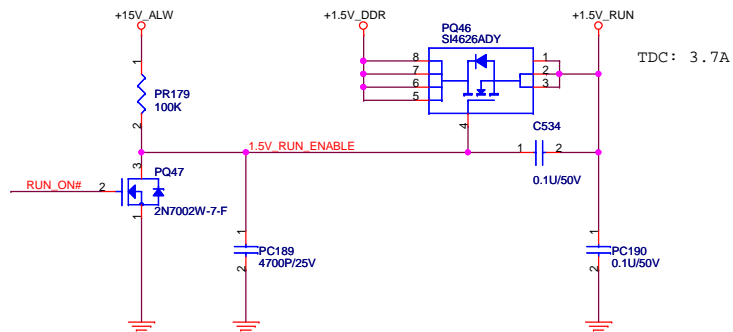 +15V_ALW
+1.5V_DDR
+1.5V_RUN
PQ46
SI4626ADY
TDC: 3.7A
8
7
6
5
1
2
3
4
1
PR179
100K
2
C534
1
2
0.1U/50V
1.5V_RUN_ENABLE
3
PQ47
RUN_ON#
2
2N7002W-7-F
1
1
PC189
4700P/25V
2
1
PC190
0.1U/50V
2